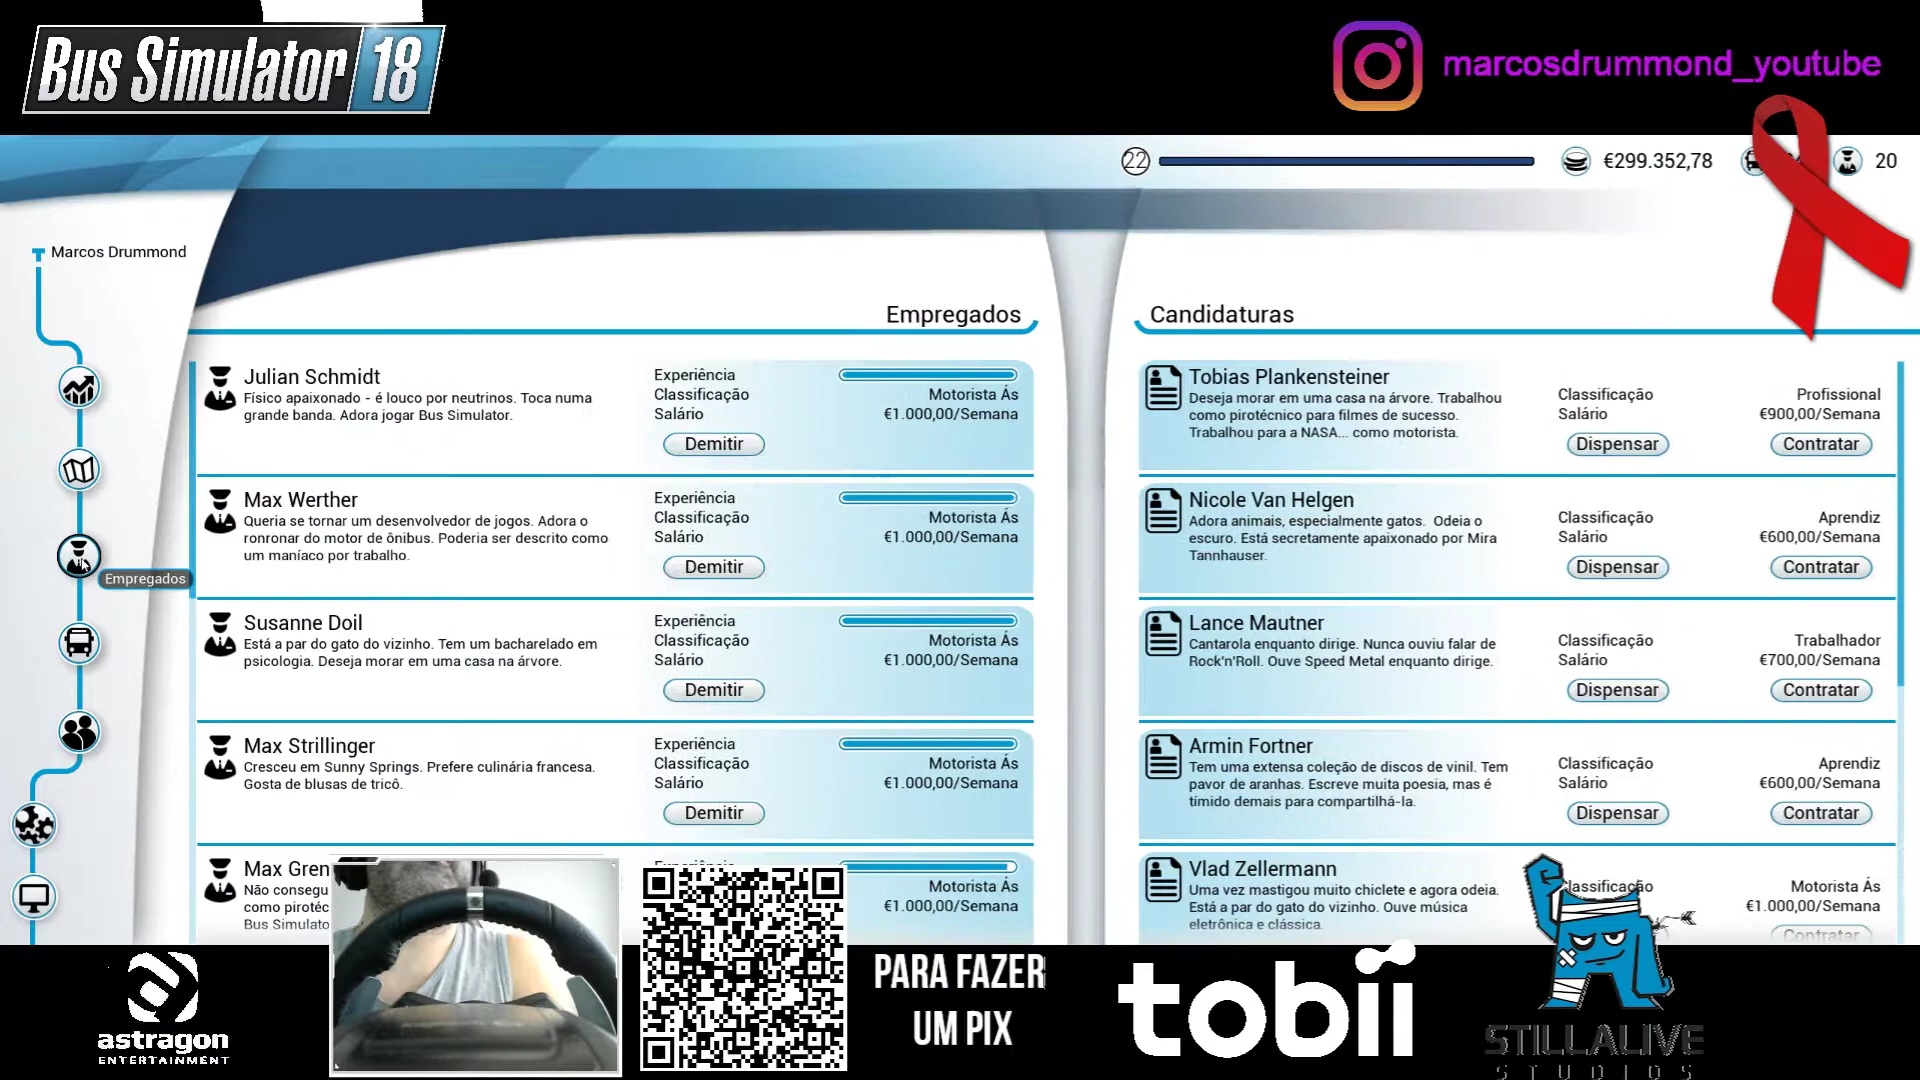 Bus Simulator 18
marcosdrummond_youtube
22
€299.352,78
20
Marcos Drummond
Empregados
Candidaturas
Julian Schmidt
Físico apaixonado - é louco por neutrinos. Toca numa
grande banda. Adora jogar Bus Simulator.
Experiência
Classificação Motorista Ás
Salário €1.000,00/Semana
Demitir
Tobias Plankensteiner
Deseja morar em uma casa na árvore. Trabalhou
como pirotécnico para filmes de sucesso.
Trabalhou para a NASA... como motorista.
Classificação Profissional
Salário €900,00/Semana
Dispensar Contratar
Max Werther
Queria se tornar um desenvolvedor de jogos. Adora o
ronronar do motor de ônibus. Poderia ser descrito como
um maníaco por trabalho.
Experiência
Classificação Motorista Ás
Salário €1.000,00/Semana
Demitir
Nicole Van Helgen
Adora animais, especialmente gatos. Odeia o
escuro. Está secretamente apaixonado por Mira
Tannhauser.
Classificação Aprendiz
Salário €600,00/Semana
Dispensar Contratar
Empregados
Susanne Doil
Está a par do gato do vizinho. Tem um bacharelado em
psicologia. Deseja morar em uma casa na árvore.
Experiência
Classificação Motorista Ás
Salário €1.000,00/Semana
Demitir
Lance Mautner
Cantarola enquanto dirige. Nunca ouviu falar de
Rock'n'Roll. Ouve Speed Metal enquanto dirige.
Classificação Trabalhador
Salário €700,00/Semana
Dispensar Contratar
Max Strillinger
Cresceu em Sunny Springs. Prefere culinária francesa.
Gosta de blusas de tricô.
Experiência
Classificação Motorista Ás
Salário €1.000,00/Semana
Demitir
Armin Fortner
Tem uma extensa coleção de discos de vinil. Tem
pavor de aranhas. Escreve muita poesia, mas é
tímido demais para compartilhá-la.
Classificação Aprendiz
Salário €600,00/Semana
Dispensar Contratar
Max Gren
Não consegu
como pirotéc
Bus Simulato
Motorista Ás
€1.000,00/Semana
Vlad Zellermann
Uma vez mastigou muito chiclete e agora odeia.
Está a par do gato do vizinho. Ouve música
eletrônica e clássica.
Classificação Motorista Ás
€1.000,00/Semana
Contratar
astragon
ENTERTAINMENT
PARA FAZER
UM PIX
tobii
STILLALIVE
STUDIOS